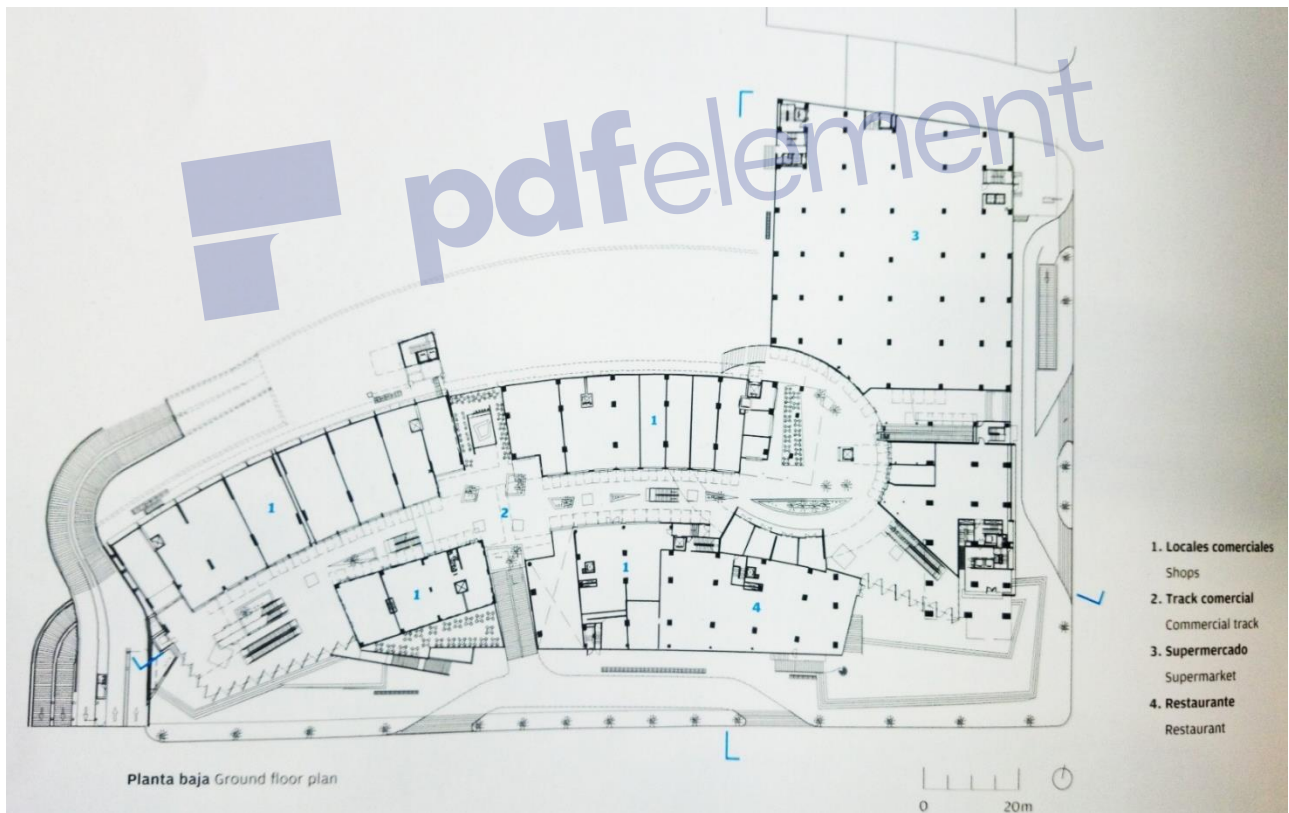 pdfelement
3
1
1
2
1
1
4
1. Locales comerciales
Shops
2. Track comercial
Commercial track
3. Supermercado
Supermarket
4. Restaurante
Restaurant
Planta baja Ground floor plan
0 20m